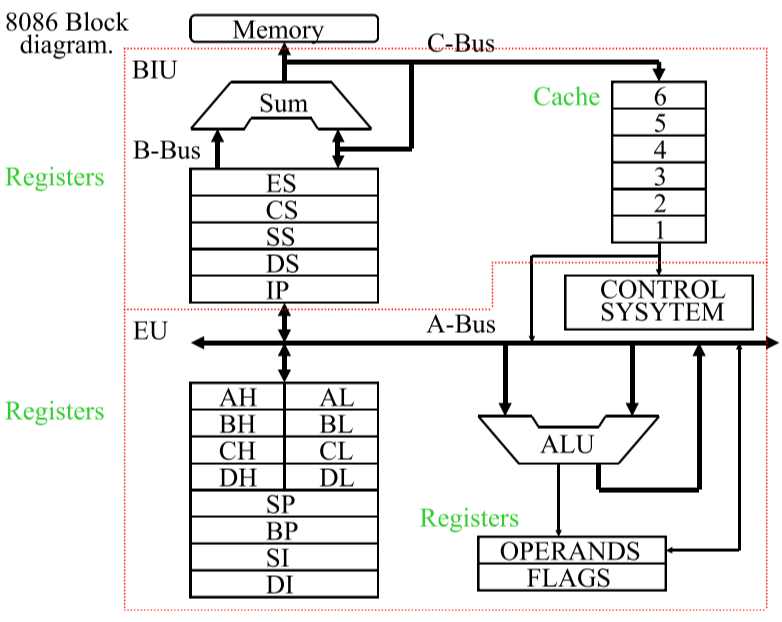 8086 Block
diagram.
Memory
C-Bus
BIU
Sum
Cache
6
5
4
3
2
1
B-Bus
Registers
ES
CS
SS
DS
IP
CONTROL
SYSYTEM
EU
A-Bus
Registers
AH AL
BH BL
CH CL
DH DL
SP
BP
SI
DI
ALU
Registers
OPERANDS
FLAGS